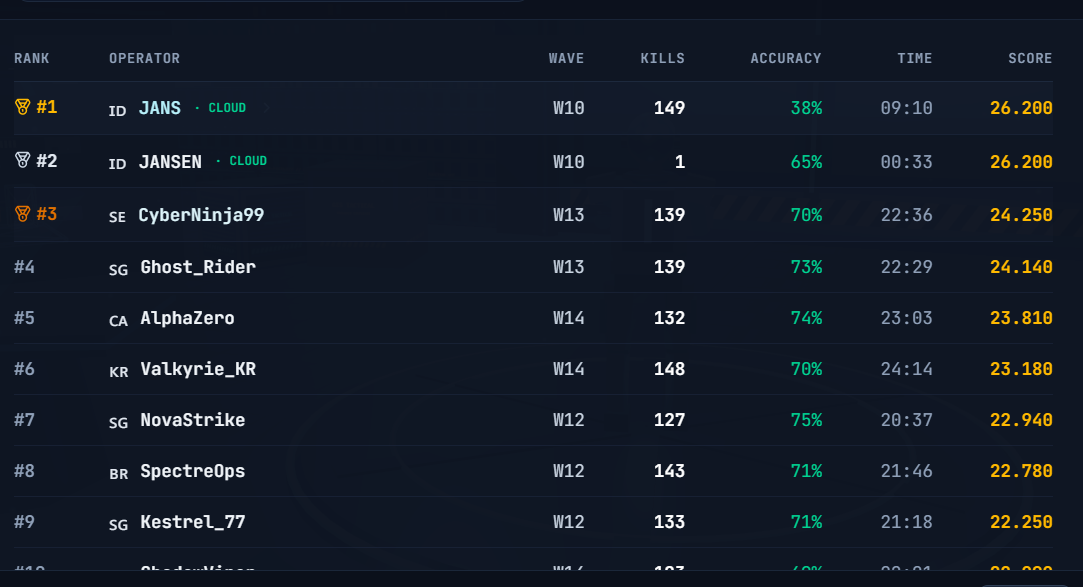 RANK OPERATOR WAVE KILLS ACCURACY TIME SCORE
#1 ID JANS · CLOUD W10 149 38% 09:10 26.200
#2 ID JANSEN · CLOUD W10 1 65% 00:33 26.200
#3 SE CyberNinja99 W13 139 70% 22:36 24.250
#4 SG Ghost_Rider W13 139 73% 22:29 24.140
#5 CA AlphaZero W14 132 74% 23:03 23.810
#6 KR Valkyrie_KR W14 148 70% 24:14 23.180
#7 SG NovaStrike W12 127 75% 20:37 22.940
#8 BR SpectreOps W12 143 71% 21:46 22.780
#9 SG Kestrel_77 W12 133 71% 21:18 22.250